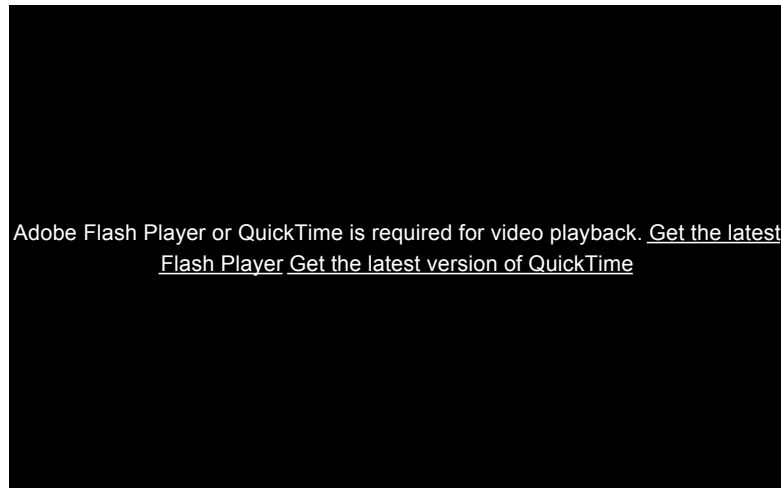 Adobe Flash Player or QuickTime is required for video playback. Get the latest
Flash Player Get the latest version of QuickTime